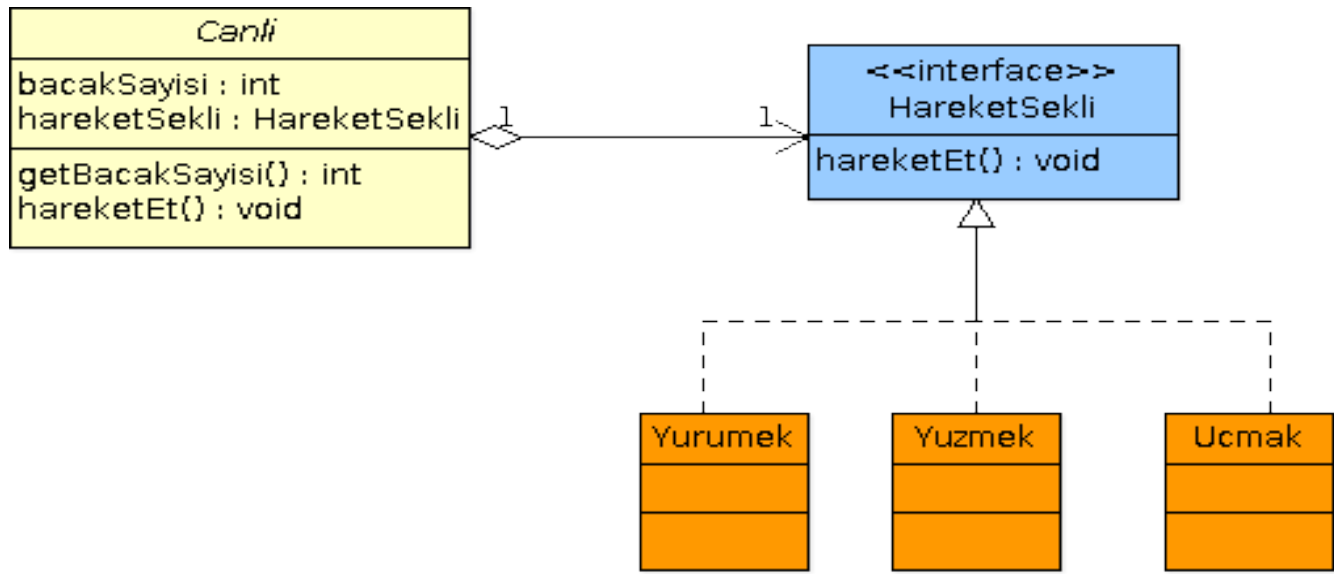 Canli
bacakSayisi : int
hareketSekli : HareketSekli
getBacakSayisi() : int
hareketEt() : void
1
1
<<interface>>
HareketSekli
hareketEt() : void
Yurumek
Yuzmek
Ucmak